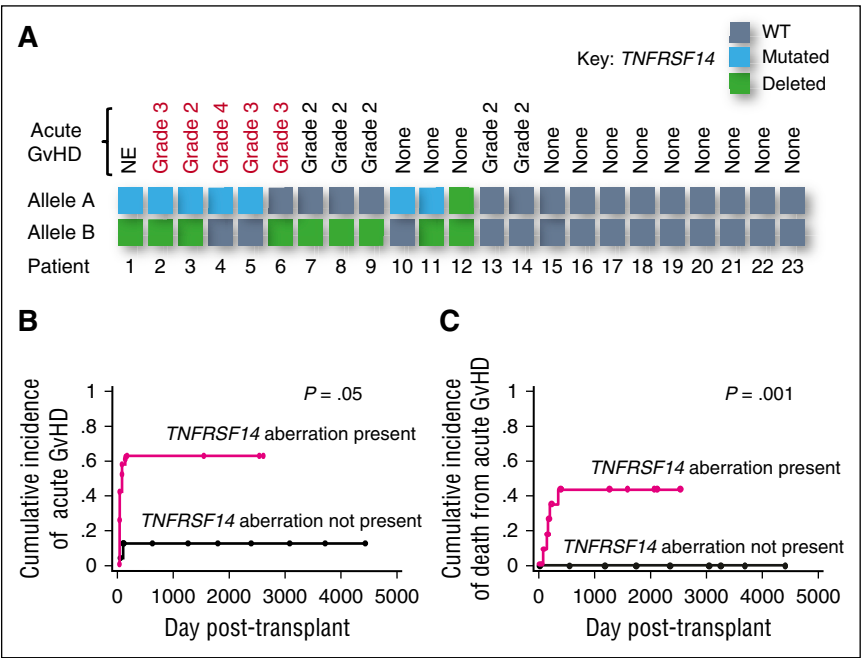 A
Key: TNFRSF14
WT
Mutated
Deleted
Acute
GvHD
NE
Grade 3
Grade 2
Grade 4
Grade 3
Grade 3
Grade 2
Grade 2
Grade 2
None
None
None
Grade 2
Grade 2
None
None
None
None
None
None
None
None
None
Allele A
Allele B
Patient 1 2 3 4 5 6 7 8 9 10 11 12 13 14 15 16 17 18 19 20 21 22 23
B
Cumulative incidence
of acute GvHD
1
.8
.6
.4
.2
0
P = .05
TNFRSF14 aberration present
TNFRSF14 aberration not present
0 1000 2000 3000 4000 5000
Day post-transplant
C
Cumulative incidence
of death from acute GvHD
1
.8
.6
.4
.2
0
P = .001
TNFRSF14 aberration present
TNFRSF14 aberration not present
0 1000 2000 3000 4000 5000
Day post-transplant